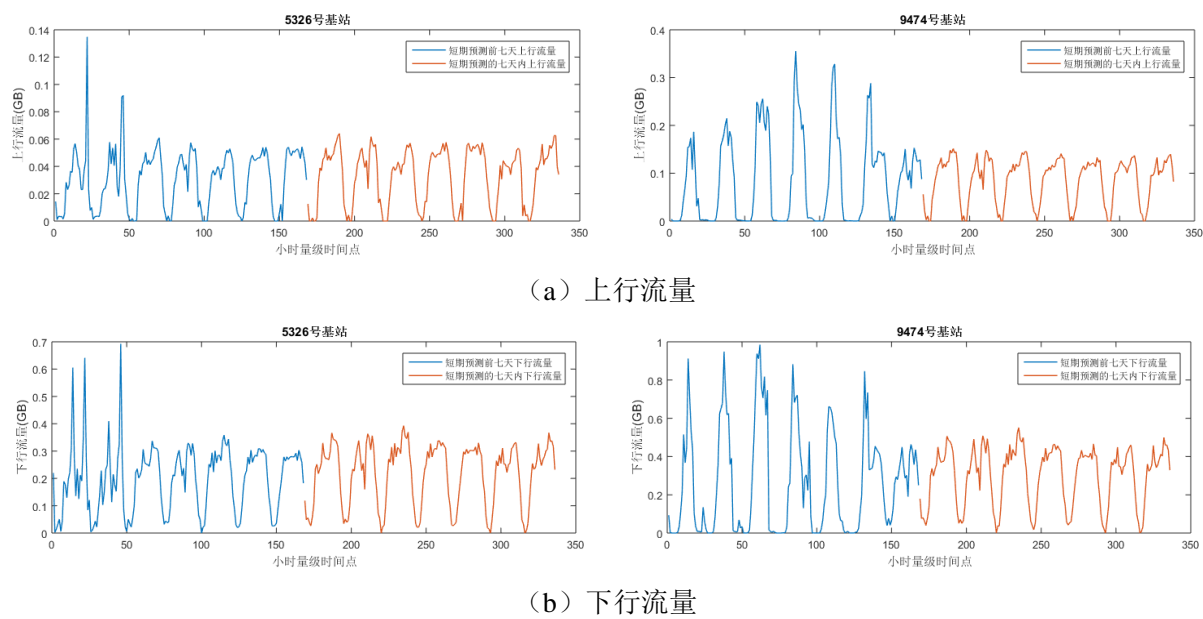 5326号基站
9474号基站
上行流量(GB)
0.14
0.12
0.1
0.08
0.06
0.04
0.02
0
短期预测前七天上行流量
短期预测的七天内上行流量
0 50 100 150 200 250 300 350
小时量级时间点
上行流量(GB)
0.4
0.3
0.2
0.1
0
短期预测前七天上行流量
短期预测的七天内上行流量
0 50 100 150 200 250 300 350
小时量级时间点
（a）上行流量
5326号基站
9474号基站
下行流量(GB)
0.7
0.6
0.5
0.4
0.3
0.2
0.1
0
短期预测前七天下行流量
短期预测的七天内下行流量
0 50 100 150 200 250 300 350
小时量级时间点
下行流量(GB)
1
0.8
0.6
0.4
0.2
0
短期预测前七天下行流量
短期预测的七天内下行流量
0 50 100 150 200 250 300 350
小时量级时间点
（b）下行流量